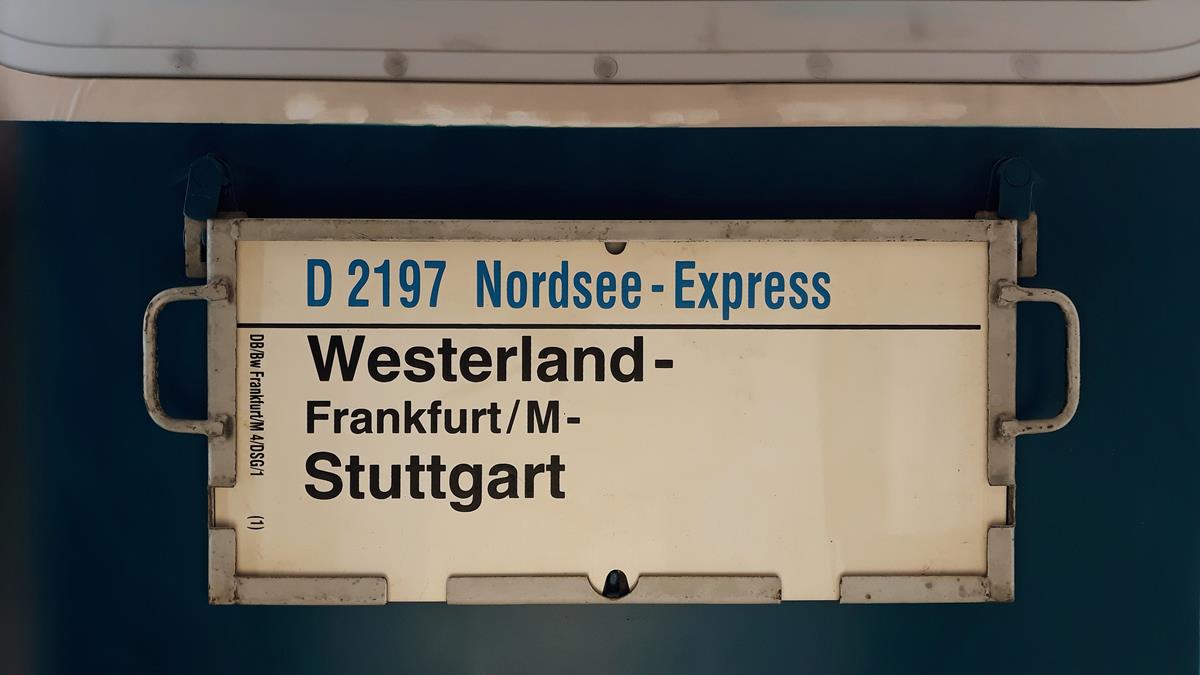 D 2197 Nordsee-Express
Westerland-
Frankfurt/M-
Stuttgart
DB/Bw Frankfurt/M 4/DSG/1 (1)